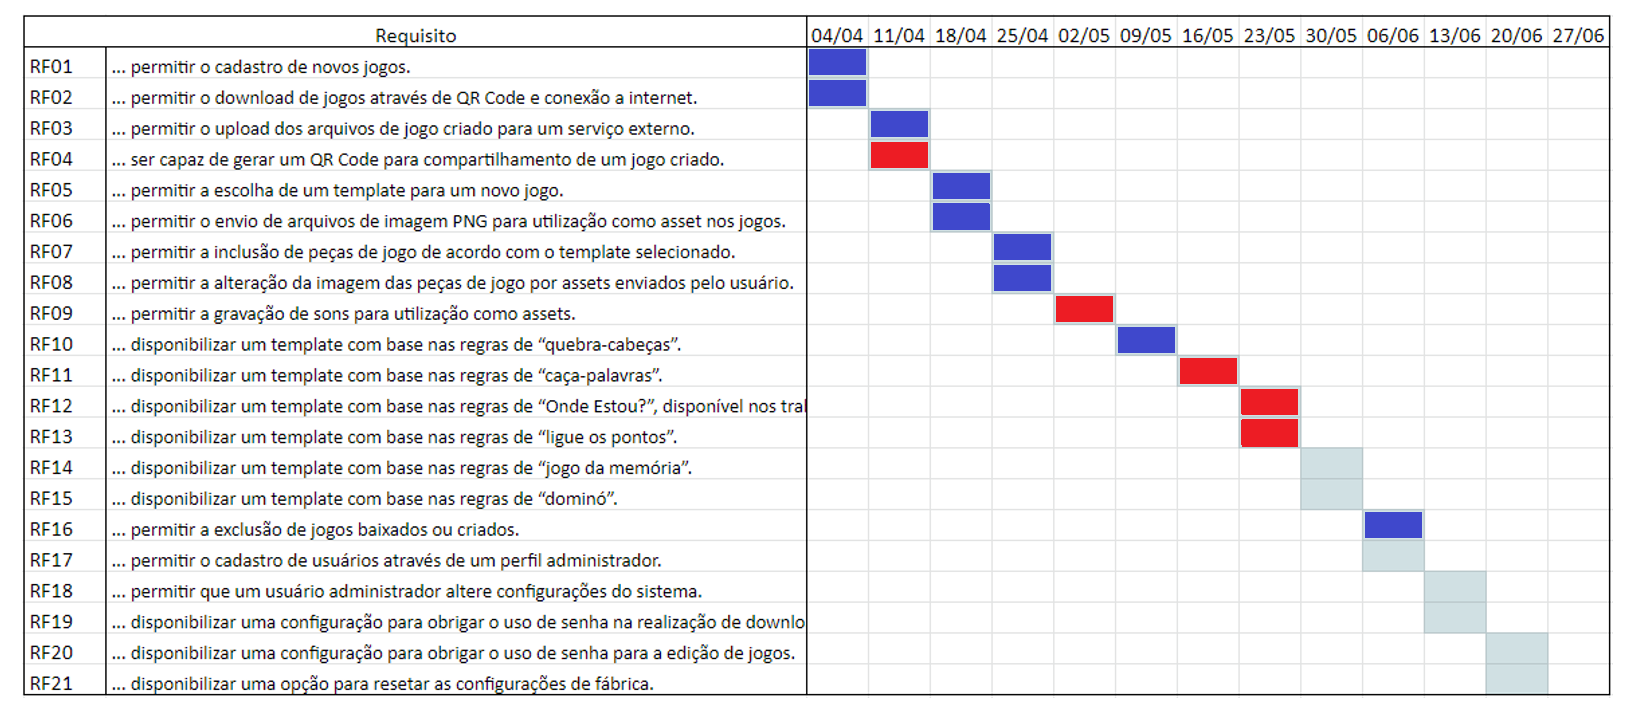 Requisito 04/04 11/04 18/04 25/04 02/05 09/05 16/05 23/05 30/05 06/06 13/06 20/06 27/06
RF01 ... permitir o cadastro de novos jogos.
RF02 ... permitir o download de jogos através de QR Code e conexão a internet.
RF03 ... permitir o upload dos arquivos de jogo criado para um serviço externo.
RF04 ... ser capaz de gerar um QR Code para compartilhamento de um jogo criado.
RF05 ... permitir a escolha de um template para um novo jogo.
RF06 ... permitir o envio de arquivos de imagem PNG para utilização como asset nos jogos.
RF07 ... permitir a inclusão de peças de jogo de acordo com o template selecionado.
RF08 ... permitir a alteração da imagem das peças de jogo por assets enviados pelo usuário.
RF09 ... permitir a gravação de sons para utilização como assets.
RF10 ... disponibilizar um template com base nas regras de “quebra-cabeças”.
RF11 ... disponibilizar um template com base nas regras de “caça-palavras”.
RF12 ... disponibilizar um template com base nas regras de “Onde Estou?”, disponível nos tral
RF13 ... disponibilizar um template com base nas regras de “ligue os pontos”.
RF14 ... disponibilizar um template com base nas regras de “jogo da memória”.
RF15 ... disponibilizar um template com base nas regras de “dominó”.
RF16 ... permitir a exclusão de jogos baixados ou criados.
RF17 ... permitir o cadastro de usuários através de um perfil administrador.
RF18 ... permitir que um usuário administrador altere configurações do sistema.
RF19 ... disponibilizar uma configuração para obrigar o uso de senha na realização de downlo
RF20 ... disponibilizar uma configuração para obrigar o uso de senha para a edição de jogos.
RF21 ... disponibilizar uma opção para resetar as configurações de fábrica.